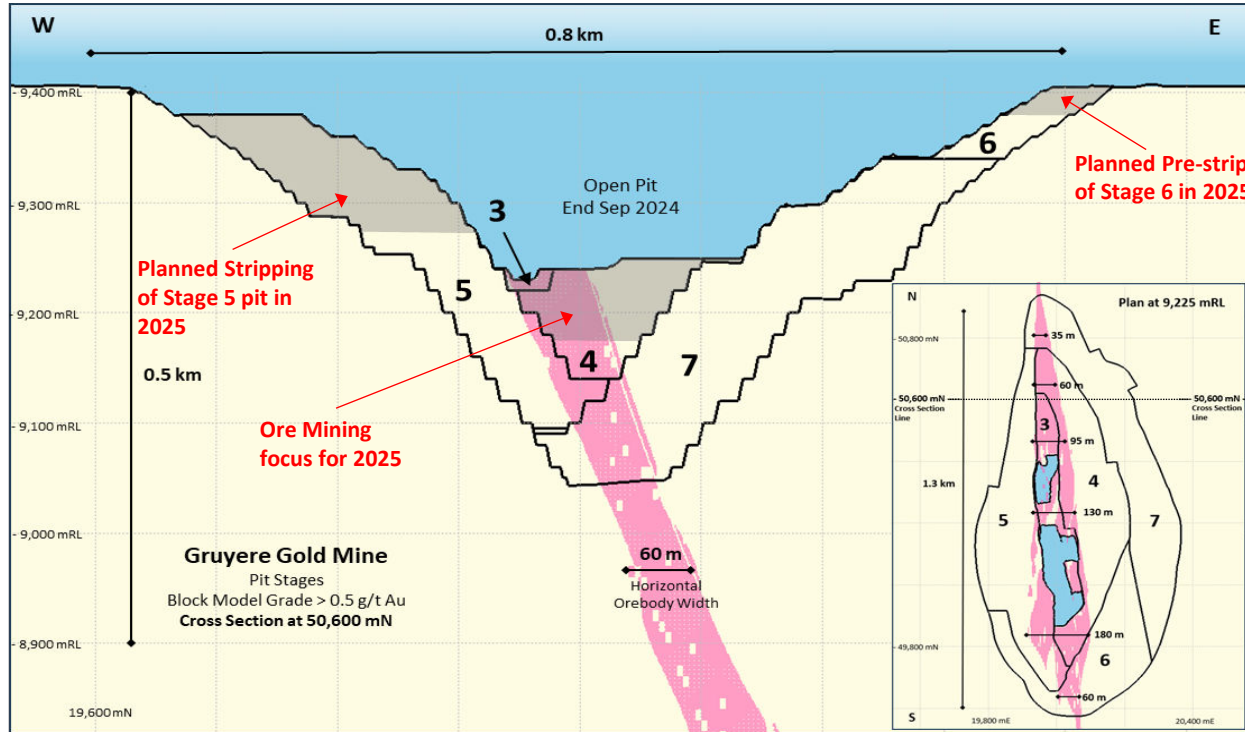 W
E
0.8 km
9,400 mRL
6
Planned Pre-strip
of Stage 6 in 2025
Open Pit
End Sep 2024
9,300 mRL
3
Planned Stripping
of Stage 5 pit in
2025
5
9,200 mRL
4
7
0.5 km
9,100 mRL
Ore Mining
focus for 2025
9,000 mRL
Gruyere Gold Mine
Pit Stages
Block Model Grade > 0.5 g/t Au
Cross Section at 50,600 mN
60 m
Horizontal
Orebody Width
8,900 mRL
19,600 mN
N
Plan at 9,225 mRL
50,800 mN
35 m
60 m
50,600 mN
Cross Section
Line
50,600 mN
Cross Section
Line
3
95 m
1.3 km
4
130 m
5
7
180 m
49,800 mN
6
60 m
S
19,800 mE
20,400 mE